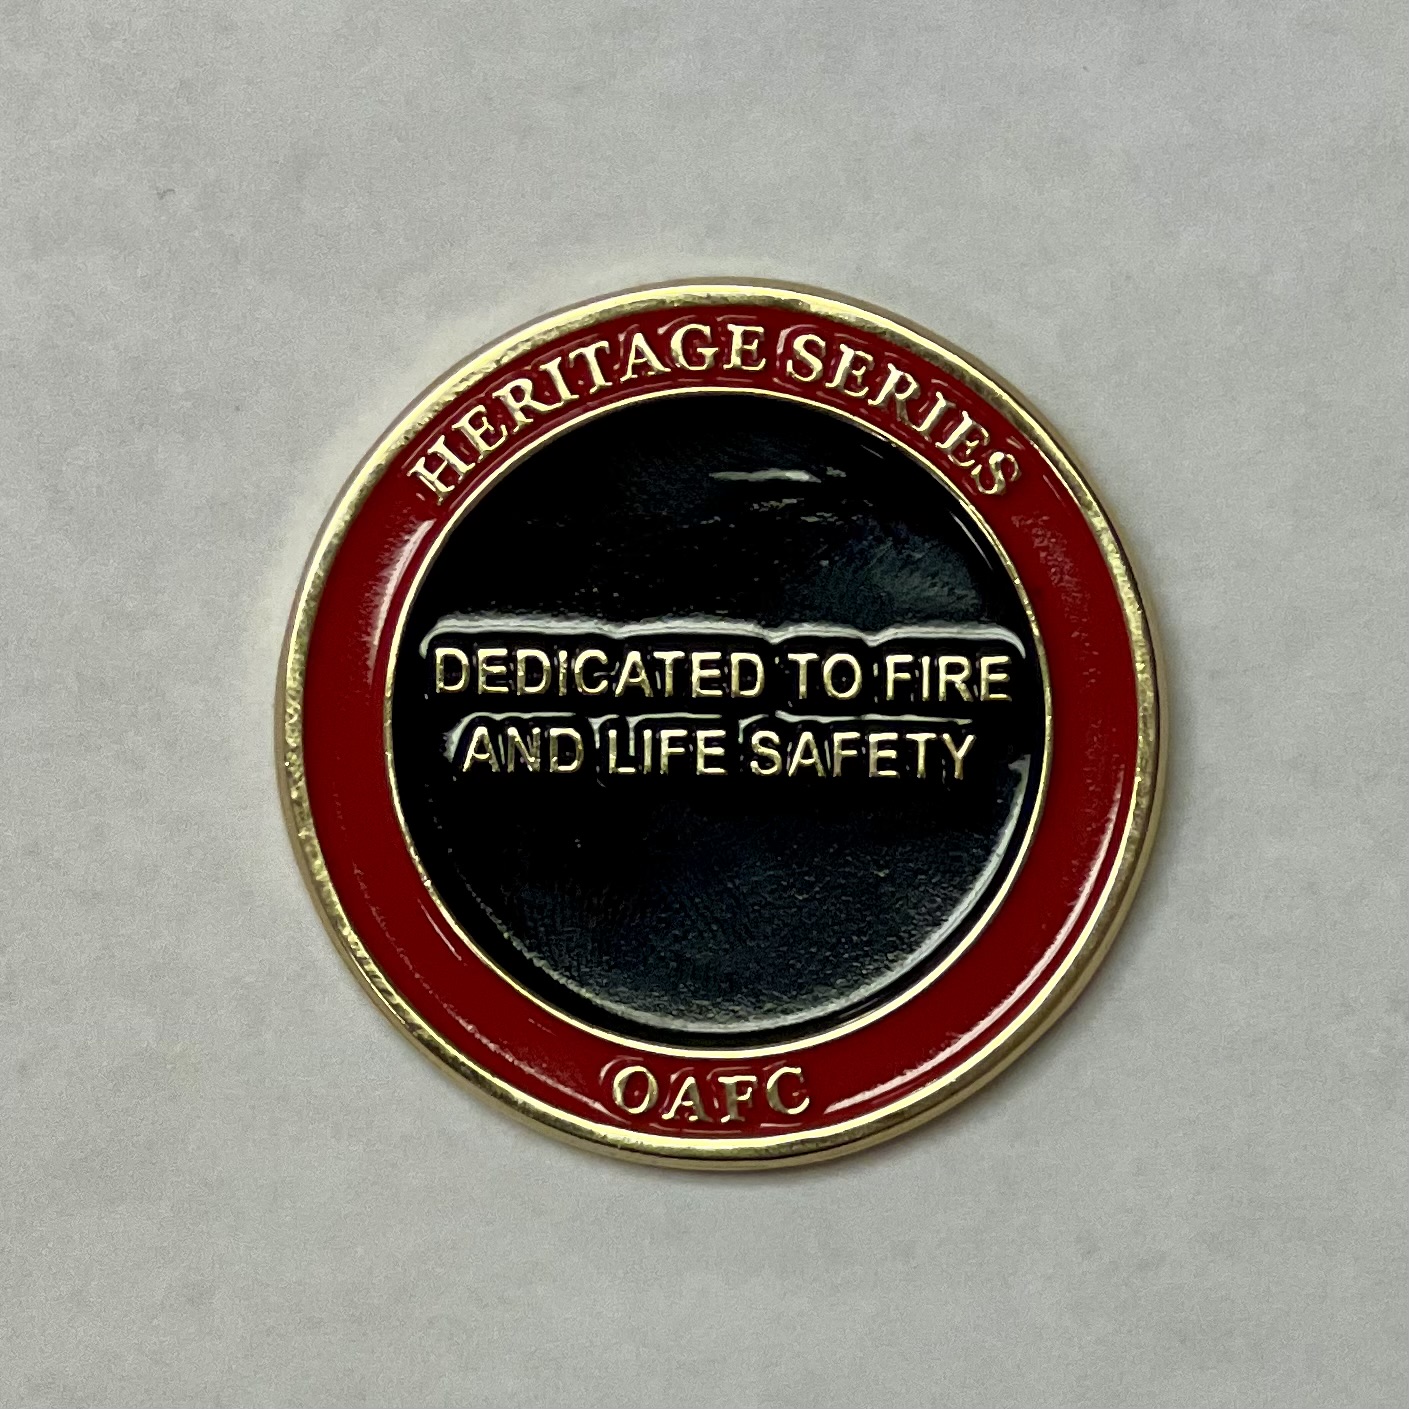 HERITAGE SERIES
DEDICATED TO FIRE
AND LIFE SAFETY
OAFC